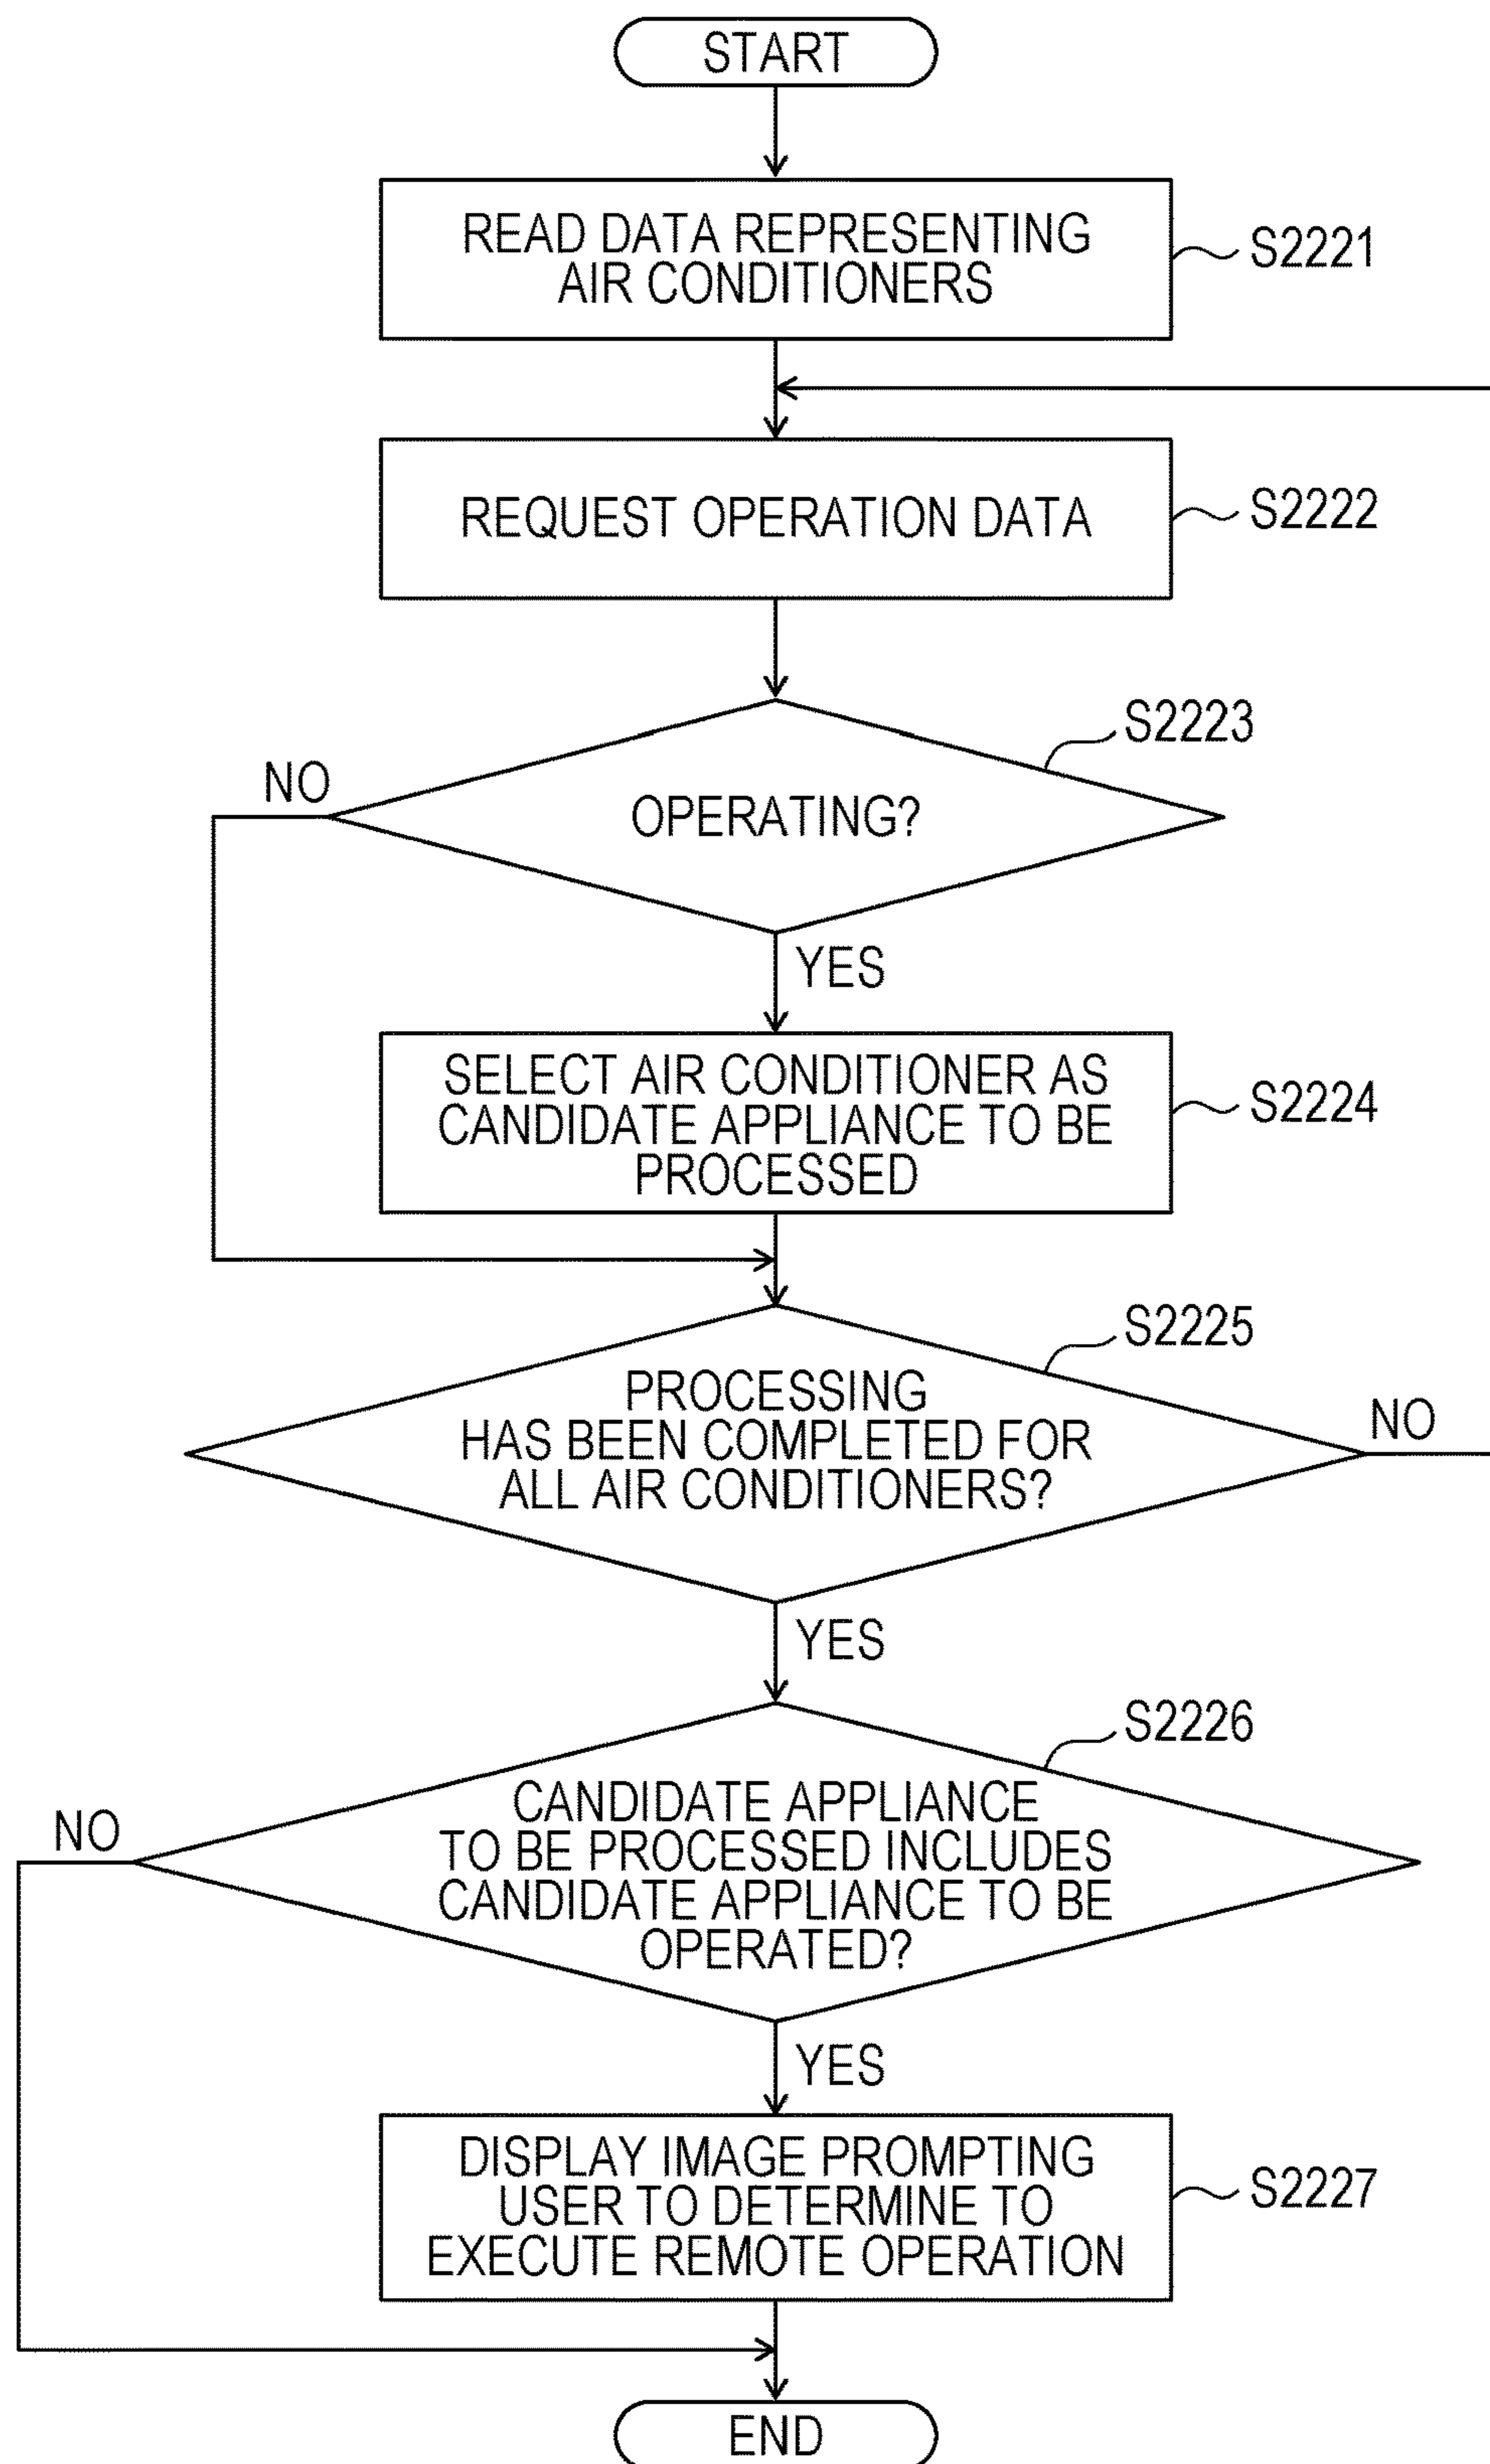 START
READ DATA REPRESENTING
AIR CONDITIONERS
S2221
REQUEST OPERATION DATA
S2222
S2223
NO
OPERATING?
YES
SELECT AIR CONDITIONER AS
CANDIDATE APPLIANCE TO BE
PROCESSED
S2224
S2225
PROCESSING
HAS BEEN COMPLETED FOR
ALL AIR CONDITIONERS?
NO
YES
S2226
CANDIDATE APPLIANCE
TO BE PROCESSED INCLUDES
CANDIDATE APPLIANCE TO BE
OPERATED?
NO
YES
DISPLAY IMAGE PROMPTING
USER TO DETERMINE TO
EXECUTE REMOTE OPERATION
S2227
END